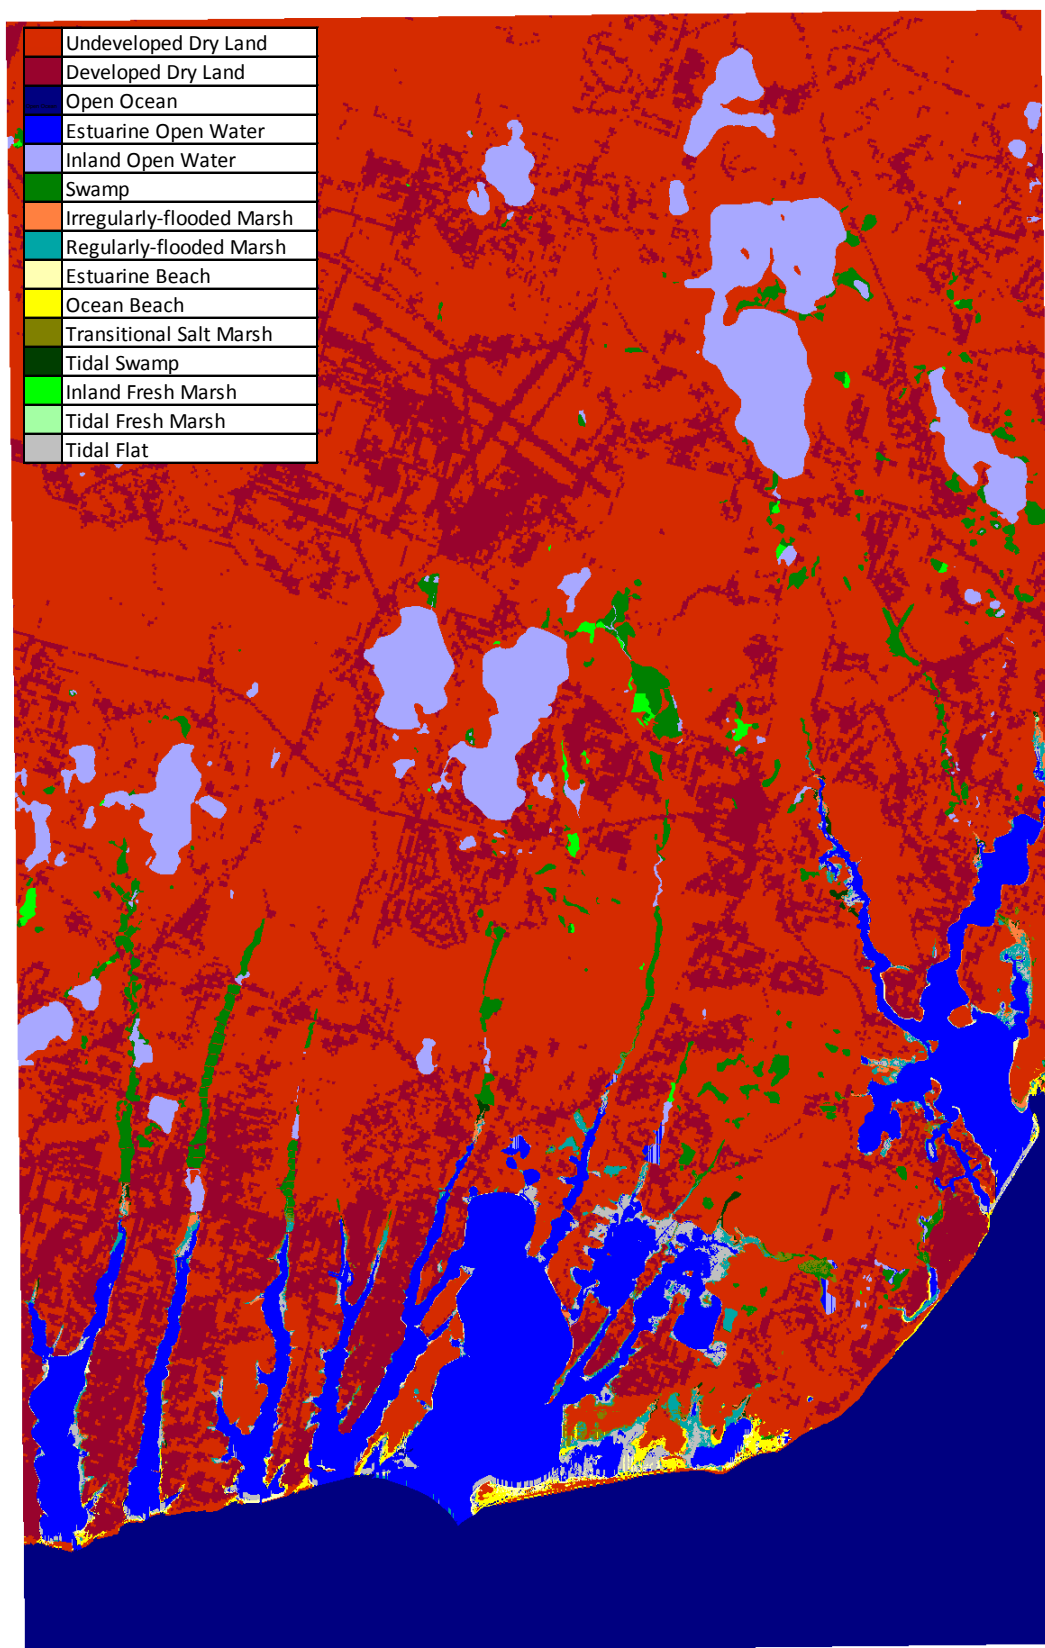 Undeveloped Dry Land
Developed Dry Land
Open Ocean
Estuarine Open Water
Inland Open Water
Swamp
Irregularly-flooded Marsh
Regularly-flooded Marsh
Estuarine Beach
Ocean Beach
Transitional Salt Marsh
Tidal Swamp
Inland Fresh Marsh
Tidal Fresh Marsh
Tidal Flat